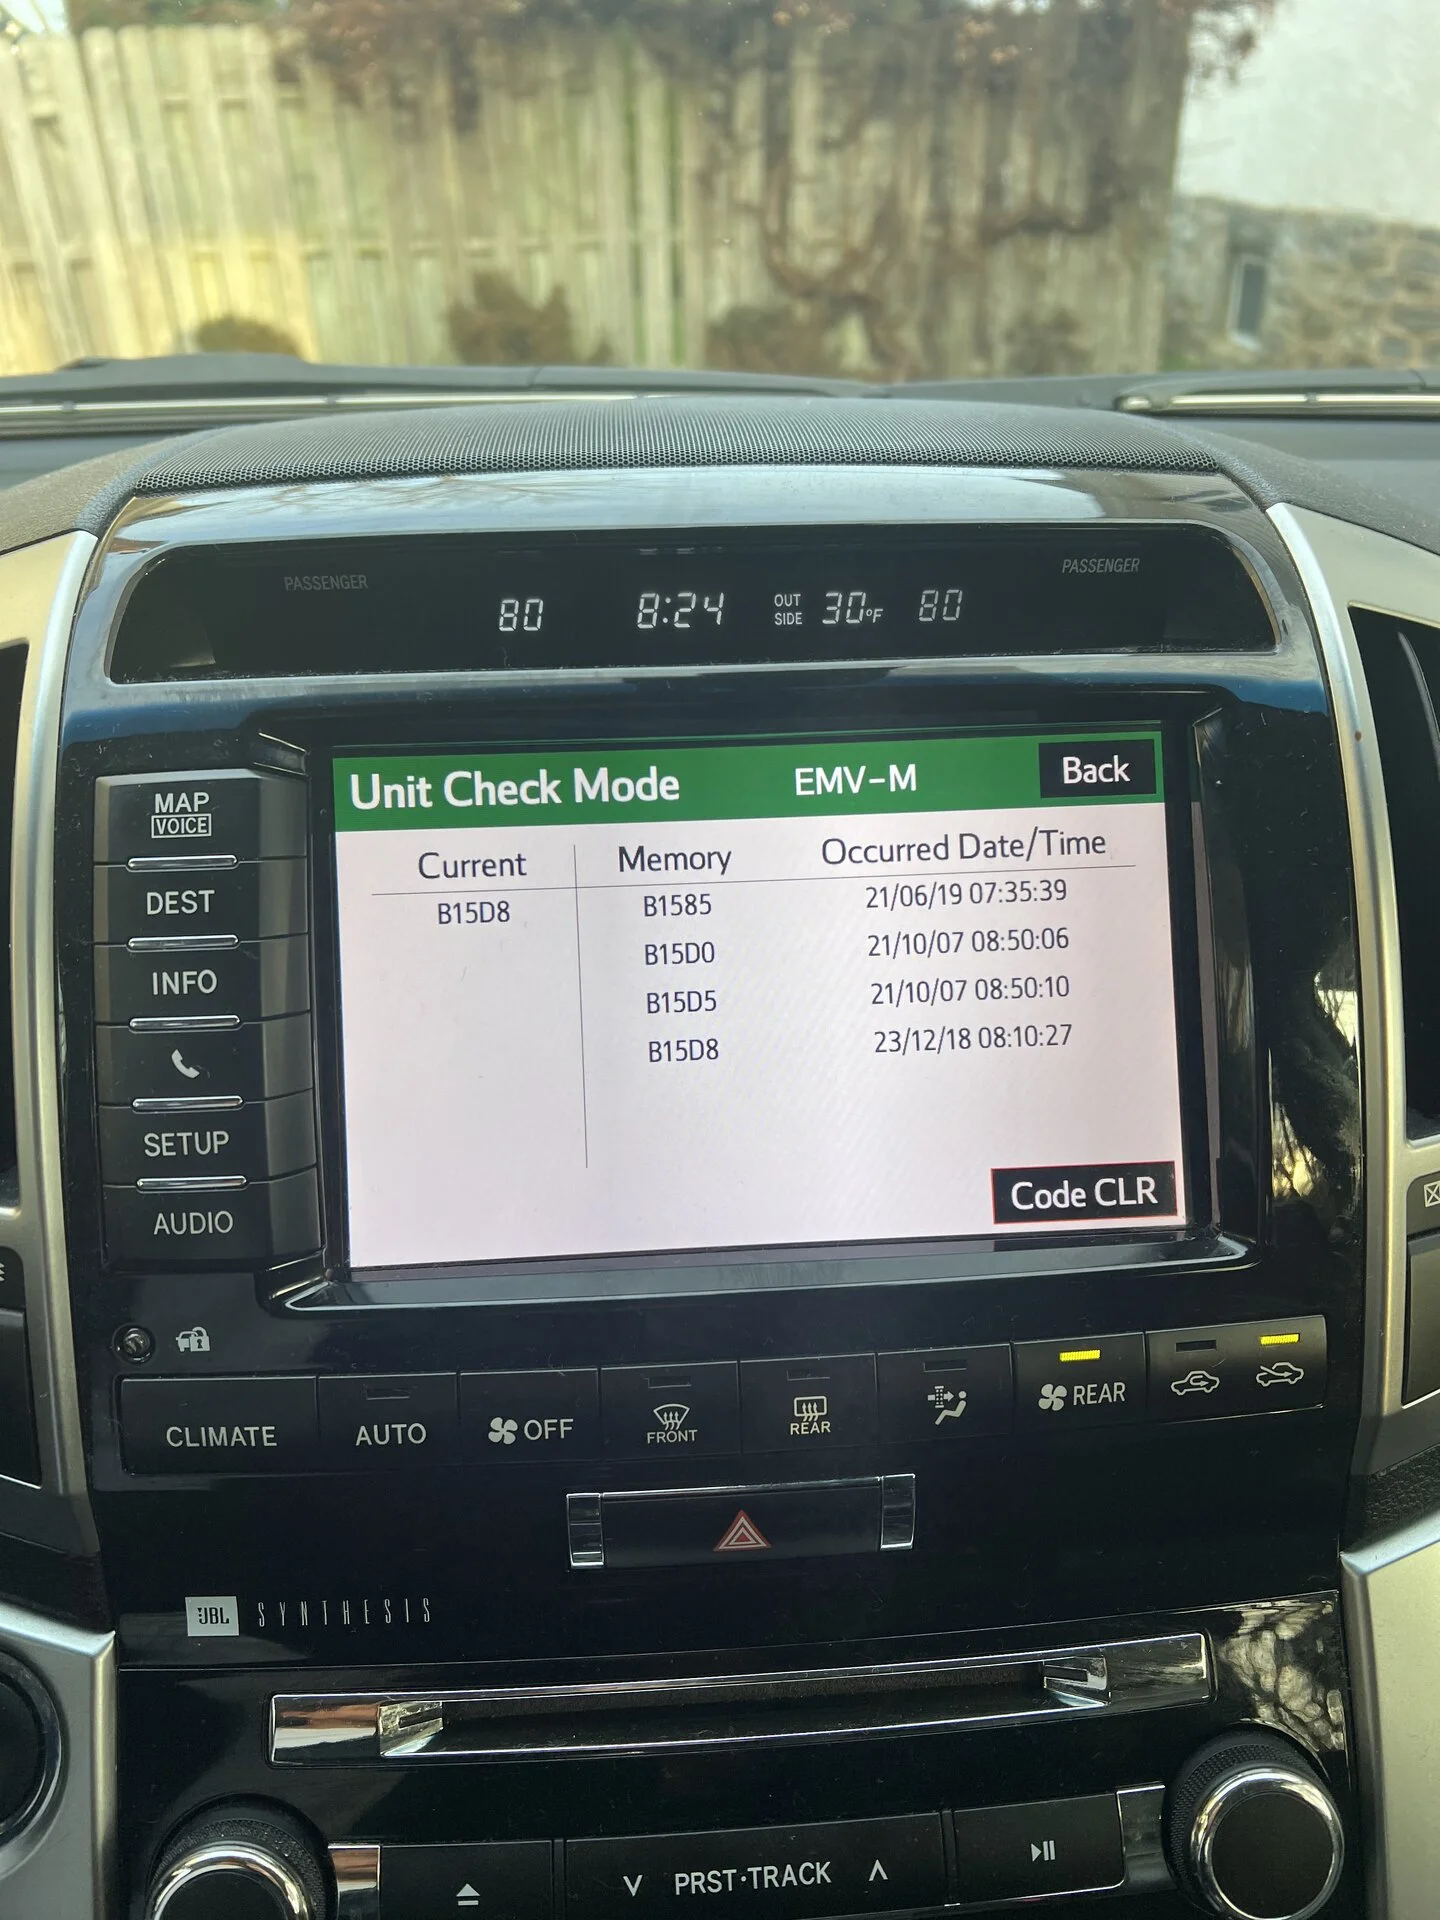 PASSENGER
PASSENGER
80 8:24 OUT SIDE 30°F 80
Unit Check Mode EMV-M Back
Current Memory Occurred Date/Time
B15D8 B1585 21/06/19 07:35:39
B15D0 21/10/07 08:50:06
B15D5 21/10/07 08:50:10
B15D8 23/12/18 08:10:27
Code CLR
MAP
VOICE
DEST
INFO
SETUP
AUDIO
CLIMATE AUTO OFF FRONT REAR REAR
JBL SYNTHESIS
PRST·TRACK